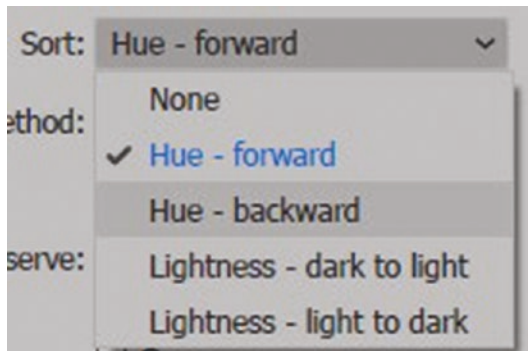 Sort: Hue - forward
None
ethod:
Hue - forward
Hue - backward
serve:
Lightness - dark to light
Lightness - light to dark